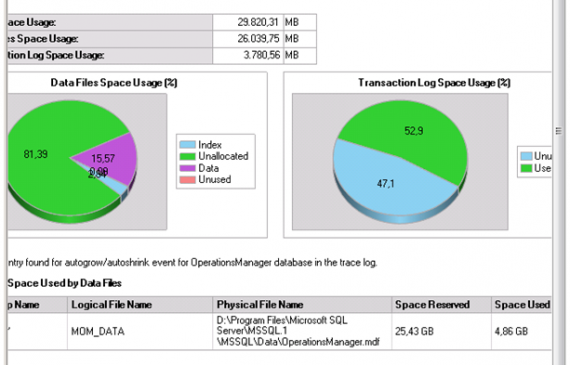 ace Usage: 29.820,31 MB
es Space Usage: 26.039,75 MB
tion Log Space Usage: 3.780,56 MB
Data Files Space Usage (%)
81,39
15,57
Index
Unallocated
Data
Unused
Transaction Log Space Usage (%)
52,9
47,1
Unu
Use
ntry found for autogrow/autoshrink event for OperationsManager database in the trace log.
Space Used by Data Files
p Name Logical File Name Physical File Name Space Reserved Space Used
MOM_DATA D:\Program Files\Microsoft SQL
Server\MSSQL.1
\MSSQL\Data\OperationsManager.mdf 25,43 GB 4,86 GB